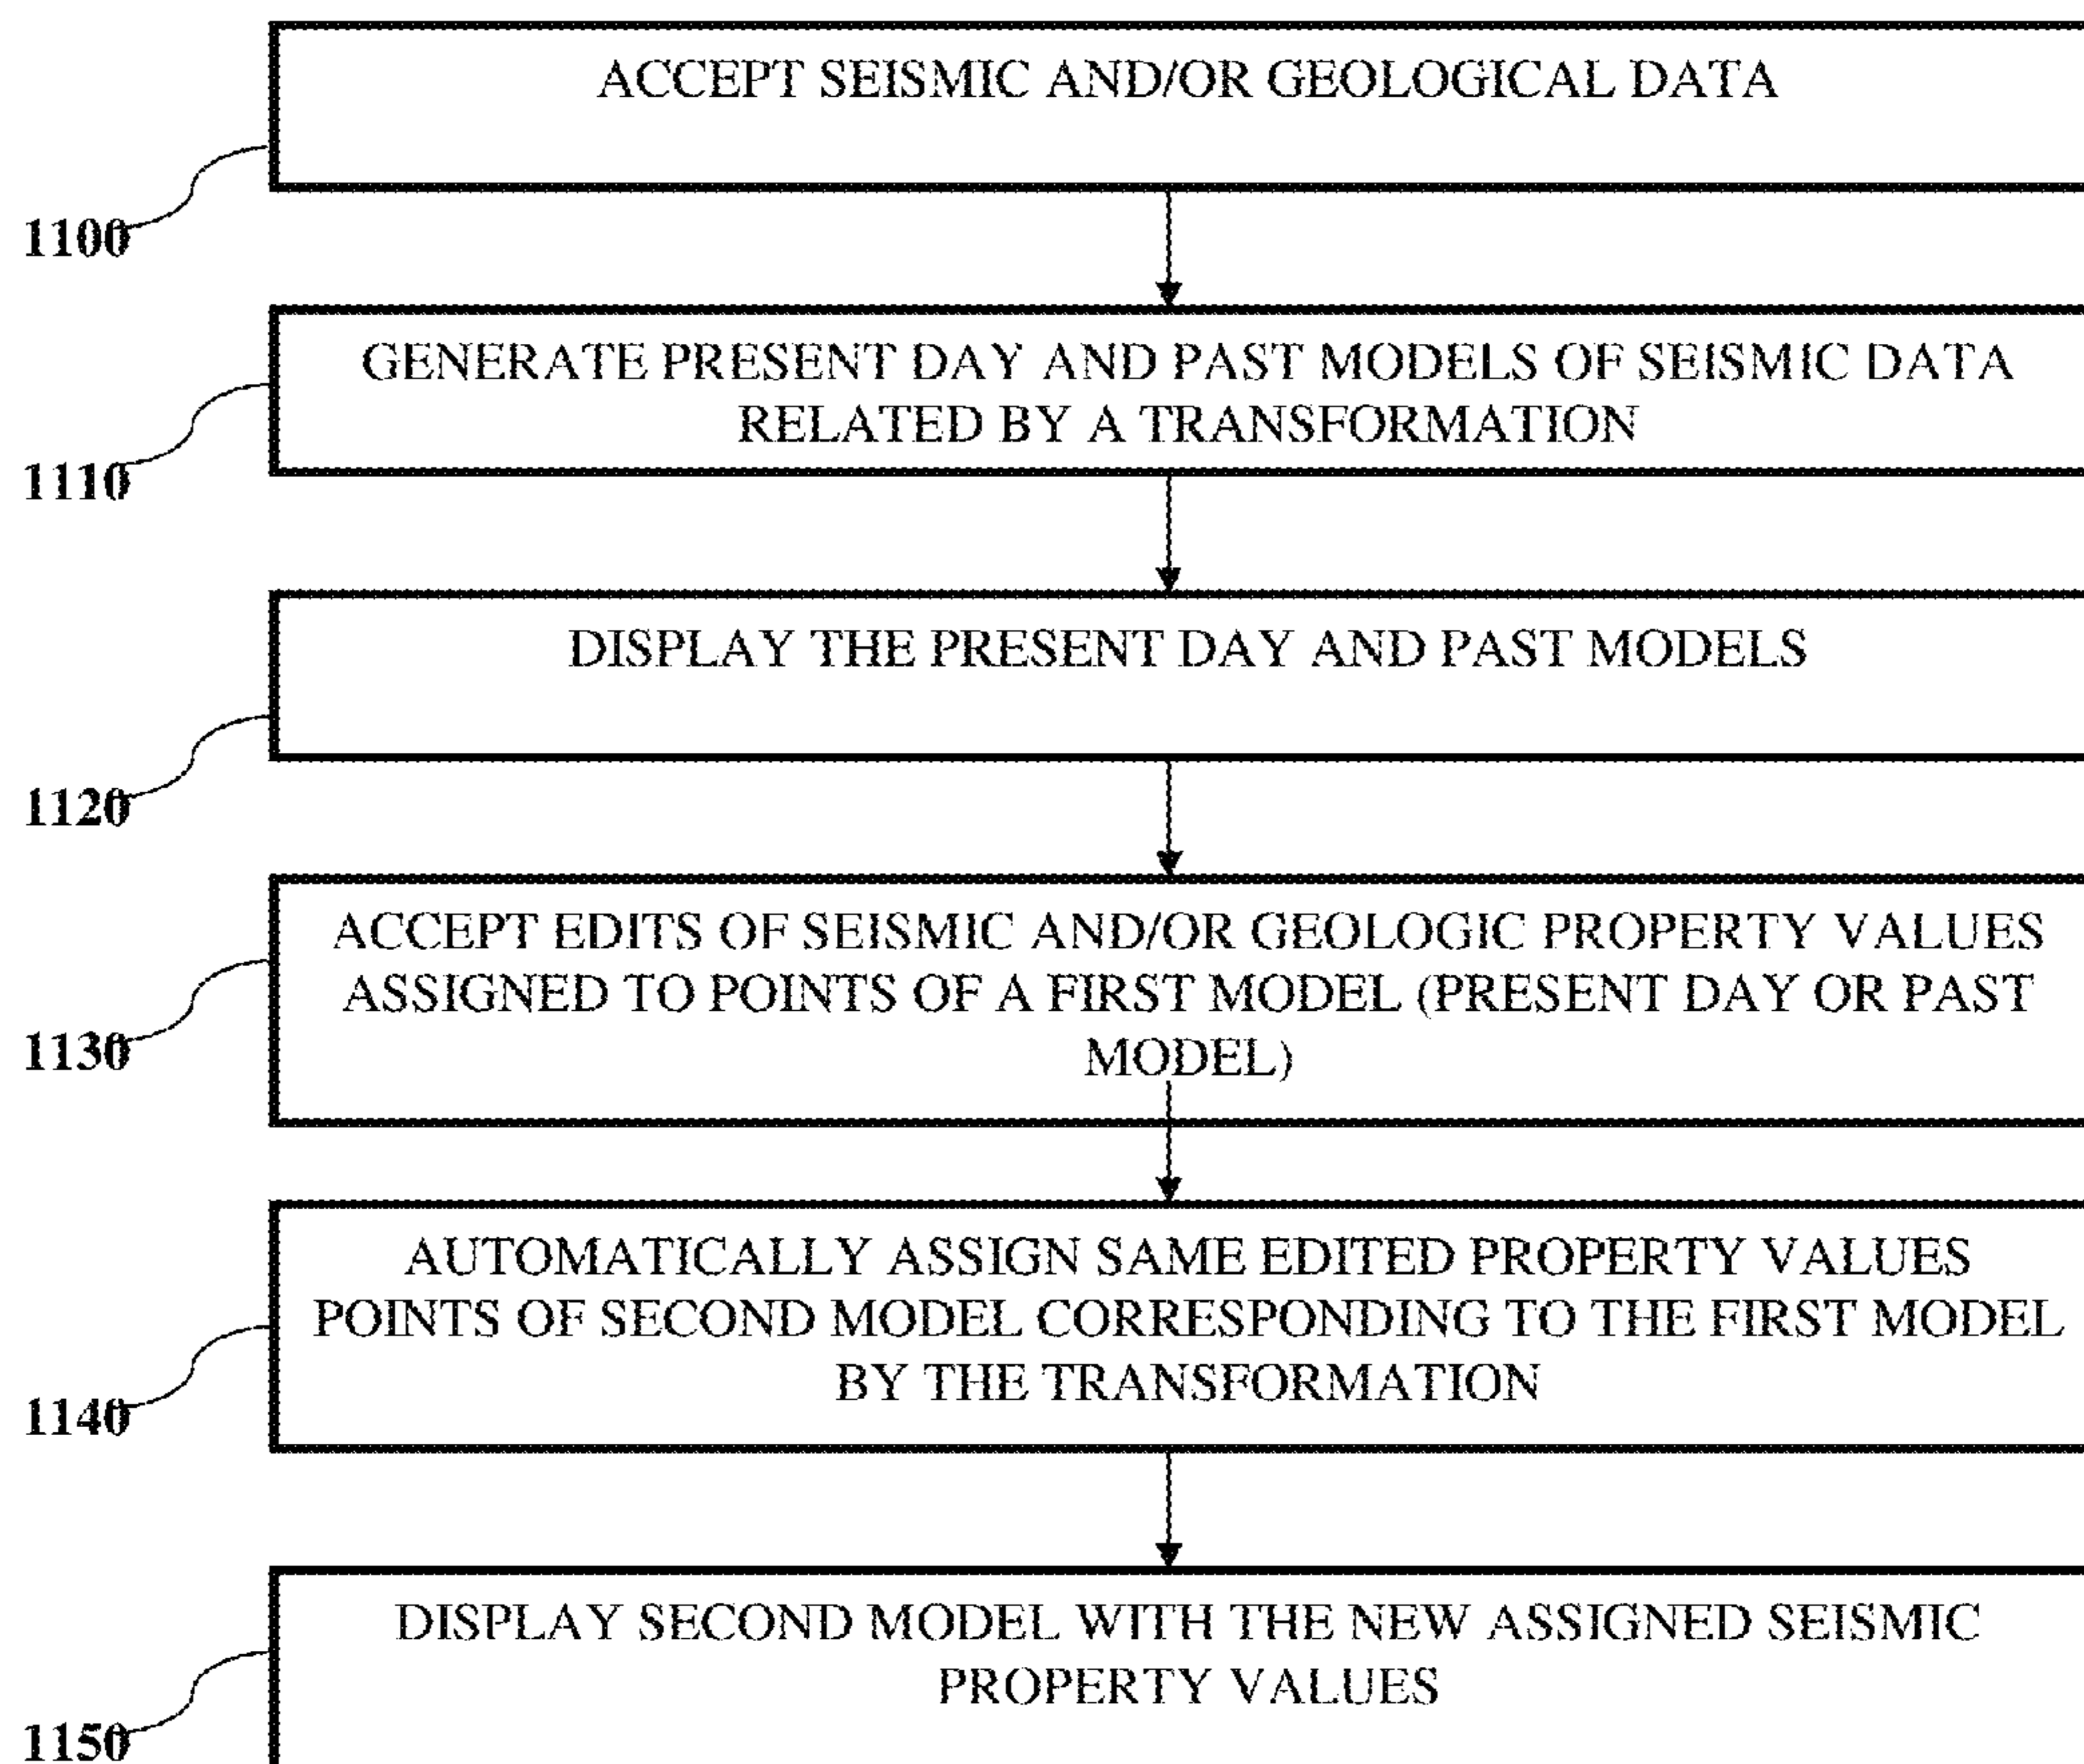 ACCEPT SEISMIC AND/OR GEOLOGICAL DATA
1100
GENERATE PRESENT DAY AND PAST MODELS OF SEISMIC DATA
RELATED BY A TRANSFORMATION
1110
DISPLAY THE PRESENT DAY AND PAST MODELS
1120
ACCEPT EDITS OF SEISMIC AND/OR GEOLOGIC PROPERTY VALUES
ASSIGNED TO POINTS OF A FIRST MODEL (PRESENT DAY OR PAST
MODEL)
1130
AUTOMATICALLY ASSIGN SAME EDITED PROPERTY VALUES
POINTS OF SECOND MODEL CORRESPONDING TO THE FIRST MODEL
BY THE TRANSFORMATION
1140
DISPLAY SECOND MODEL WITH THE NEW ASSIGNED SEISMIC
PROPERTY VALUES
1150